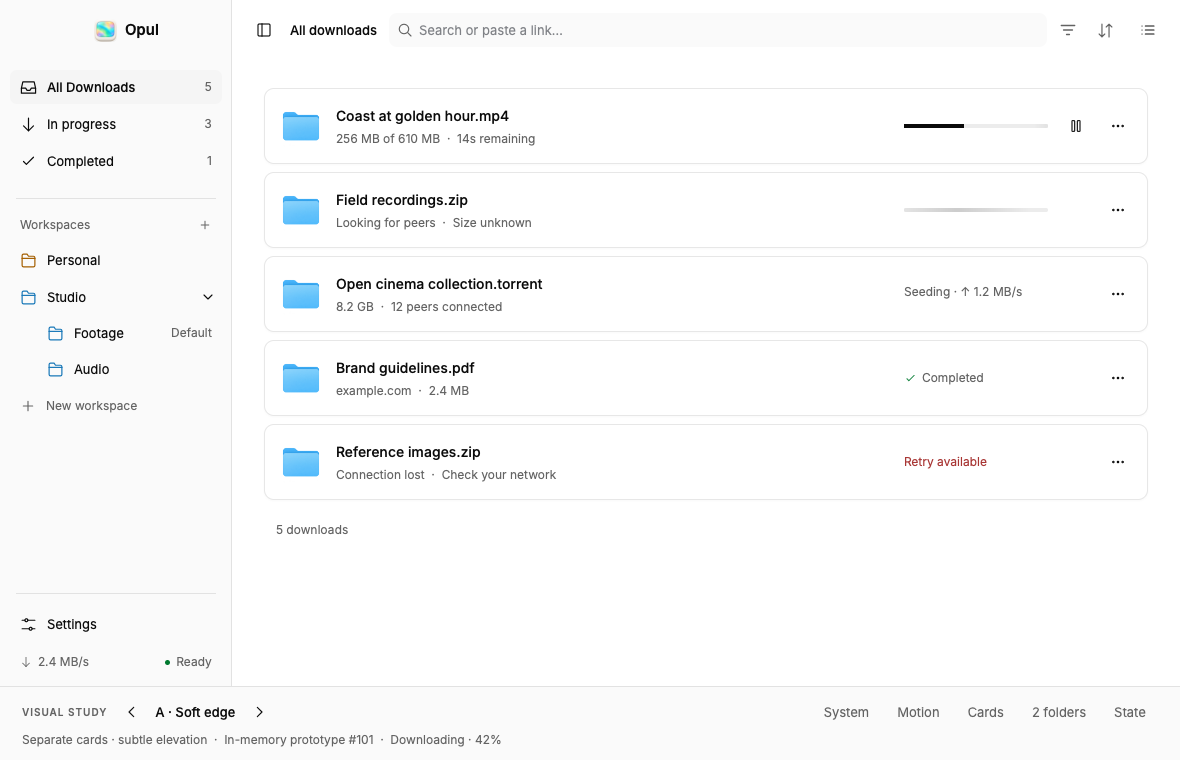 Opul
All Downloads 5
In progress 3
Completed 1
Workspaces
Personal
Studio
Footage Default
Audio
New workspace
Settings
2.4 MB/s Ready
All downloads Search or paste a link...
Coast at golden hour.mp4
256 MB of 610 MB · 14s remaining
Field recordings.zip
Looking for peers · Size unknown
Open cinema collection.torrent
8.2 GB · 12 peers connected
Seeding · ↑ 1.2 MB/s
Brand guidelines.pdf
example.com · 2.4 MB
Completed
Reference images.zip
Connection lost · Check your network
Retry available
5 downloads
VISUAL STUDY A · Soft edge System Motion Cards 2 folders State
Separate cards · subtle elevation · In-memory prototype #101 · Downloading · 42%